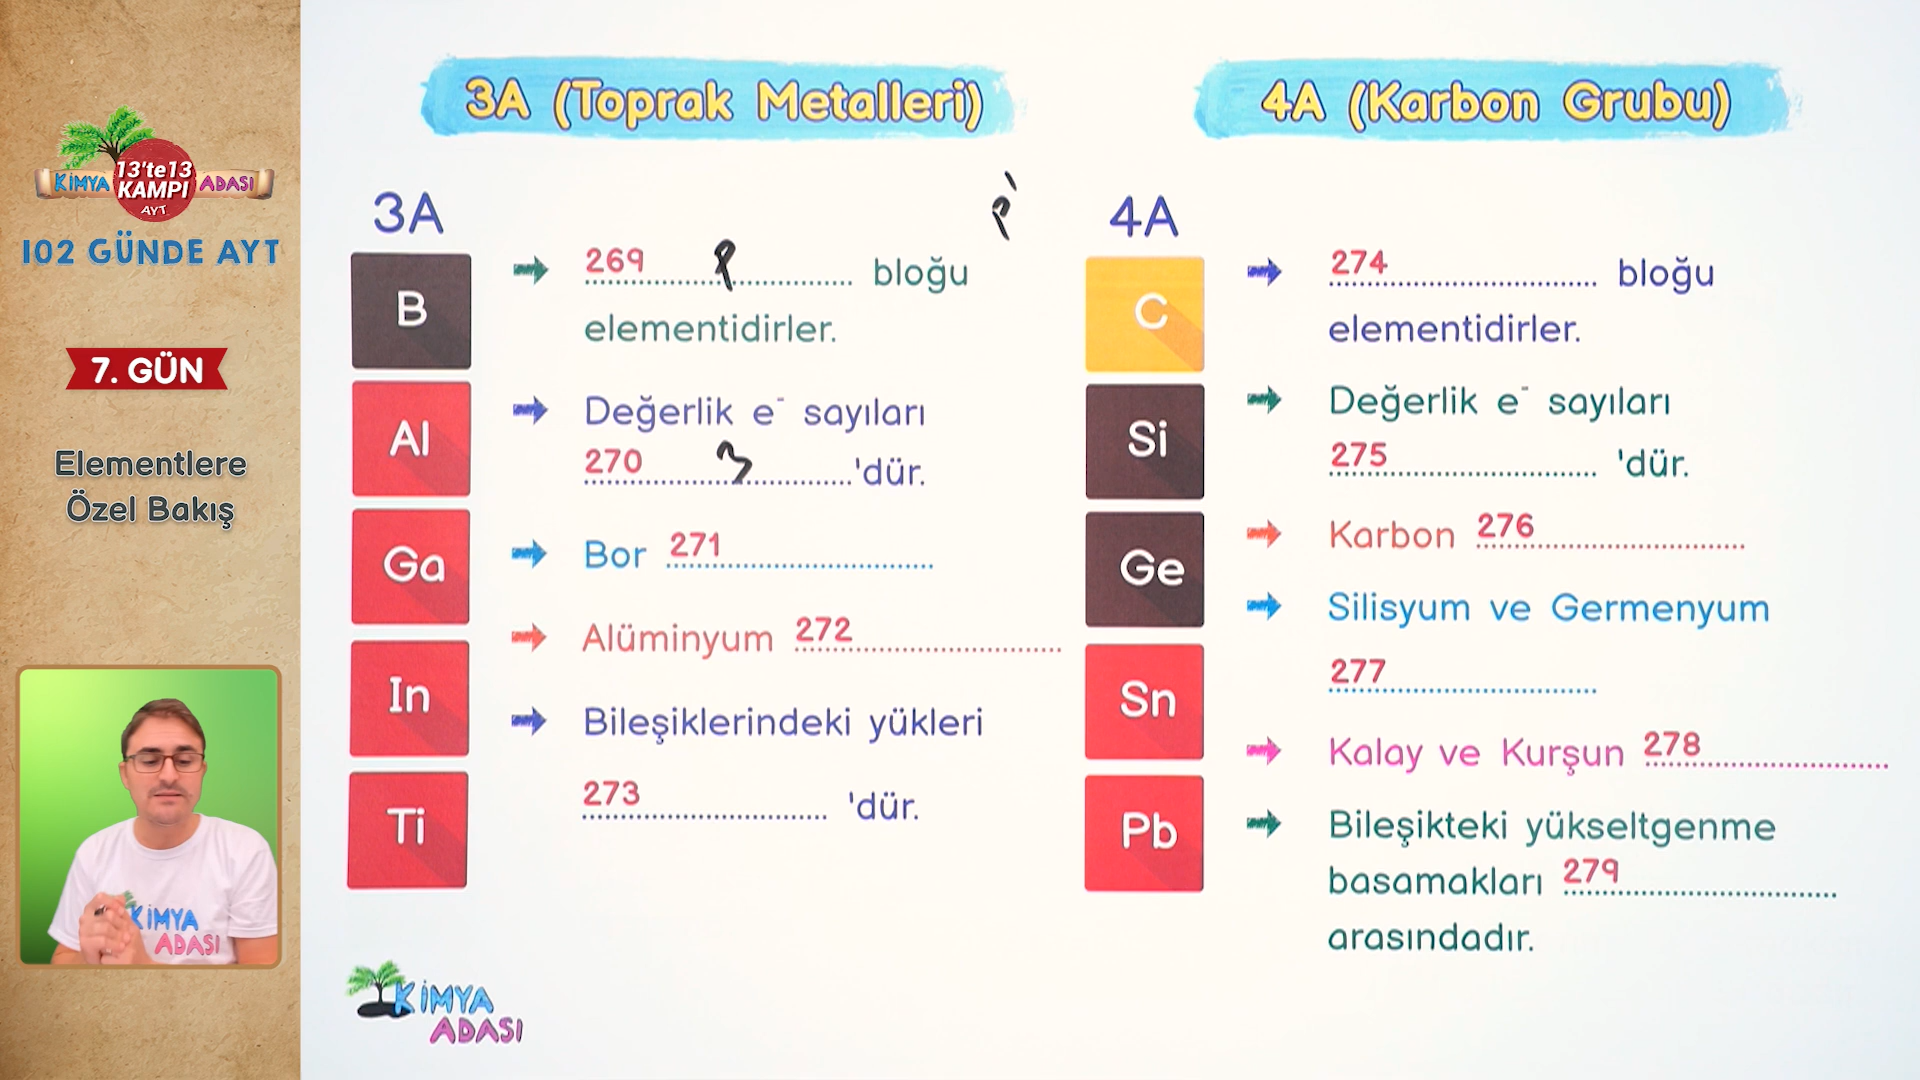 KİMYA 13'te13 ADASI
KAMPI
AYT
102 GÜNDE AYT
7. GÜN
Elementlere
Özel Bakış
KİMYA
ADASI
3A (Toprak Metalleri)
p1
3A
B
Al
Ga
In
Ti
269 p bloğu
elementidirler.
Değerlik e⁻ sayıları
270 3 'dür.
Bor 271
Alüminyum 272
Bileşiklerindeki yükleri
273 'dür.
KİMYA
ADASI
4A (Karbon Grubu)
4A
C
Si
Ge
Sn
Pb
274 bloğu
elementidirler.
Değerlik e⁻ sayıları
275 'dür.
Karbon 276
Silisyum ve Germenyum
277
Kalay ve Kurşun 278
Bileşikteki yükseltgenme
basamakları 279
arasındadır.